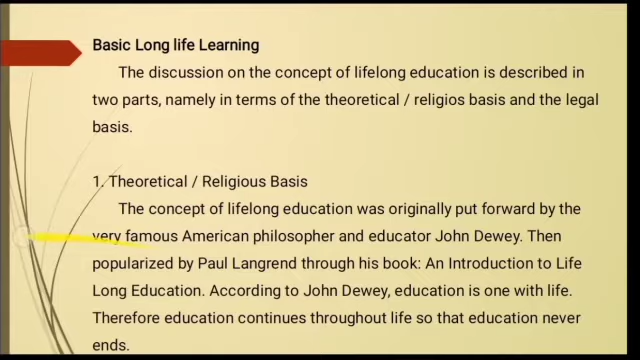 Basic Long life Learning
The discussion on the concept of lifelong education is described in
two parts, namely in terms of the theoretical / religios basis and the legal
basis.
1. Theoretical / Religious Basis
The concept of lifelong education was originally put forward by the
very famous American philosopher and educator John Dewey. Then
popularized by Paul Langrend through his book: An Introduction to Life
Long Education. According to John Dewey, education is one with life.
Therefore education continues throughout life so that education never
ends.